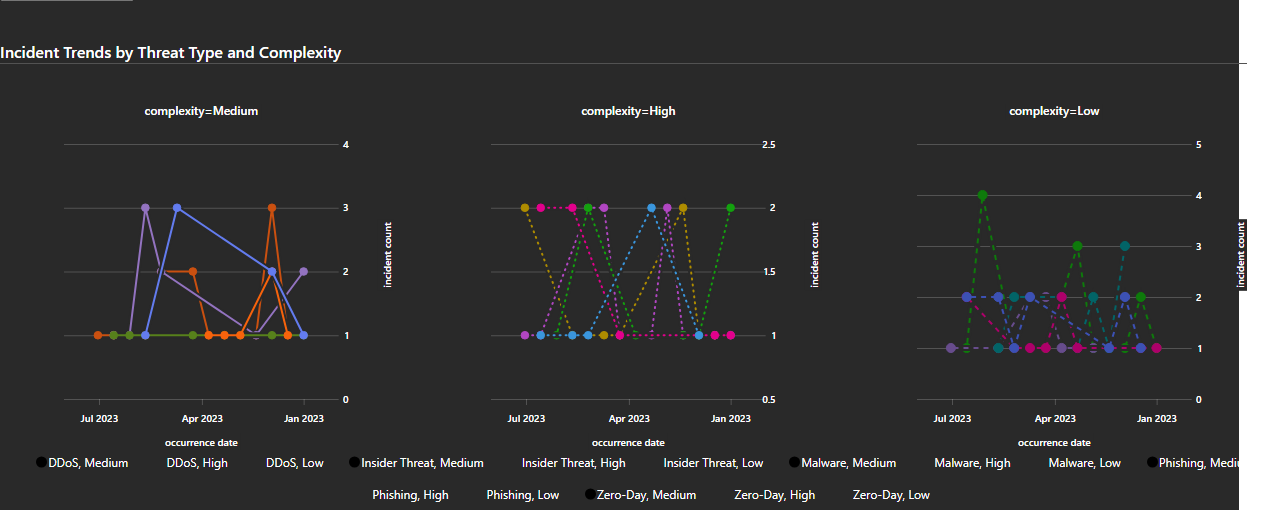 Incident Trends by Threat Type and Complexity
complexity=Medium
complexity=High
complexity=Low
4
3
2
1
0
incident count
2.5
2
1.5
1
0.5
incident count
5
4
3
2
1
0
incident count
Jul 2023 Apr 2023 Jan 2023
Jul 2023 Apr 2023 Jan 2023
Jul 2023 Apr 2023 Jan 2023
occurrence date
occurrence date
occurrence date
DDoS, Medium DDoS, High DDoS, Low Insider Threat, Medium Insider Threat, High Insider Threat, Low Malware, Medium Malware, High Malware, Low Phishing, Mediu
Phishing, High Phishing, Low Zero-Day, Medium Zero-Day, High Zero-Day, Low